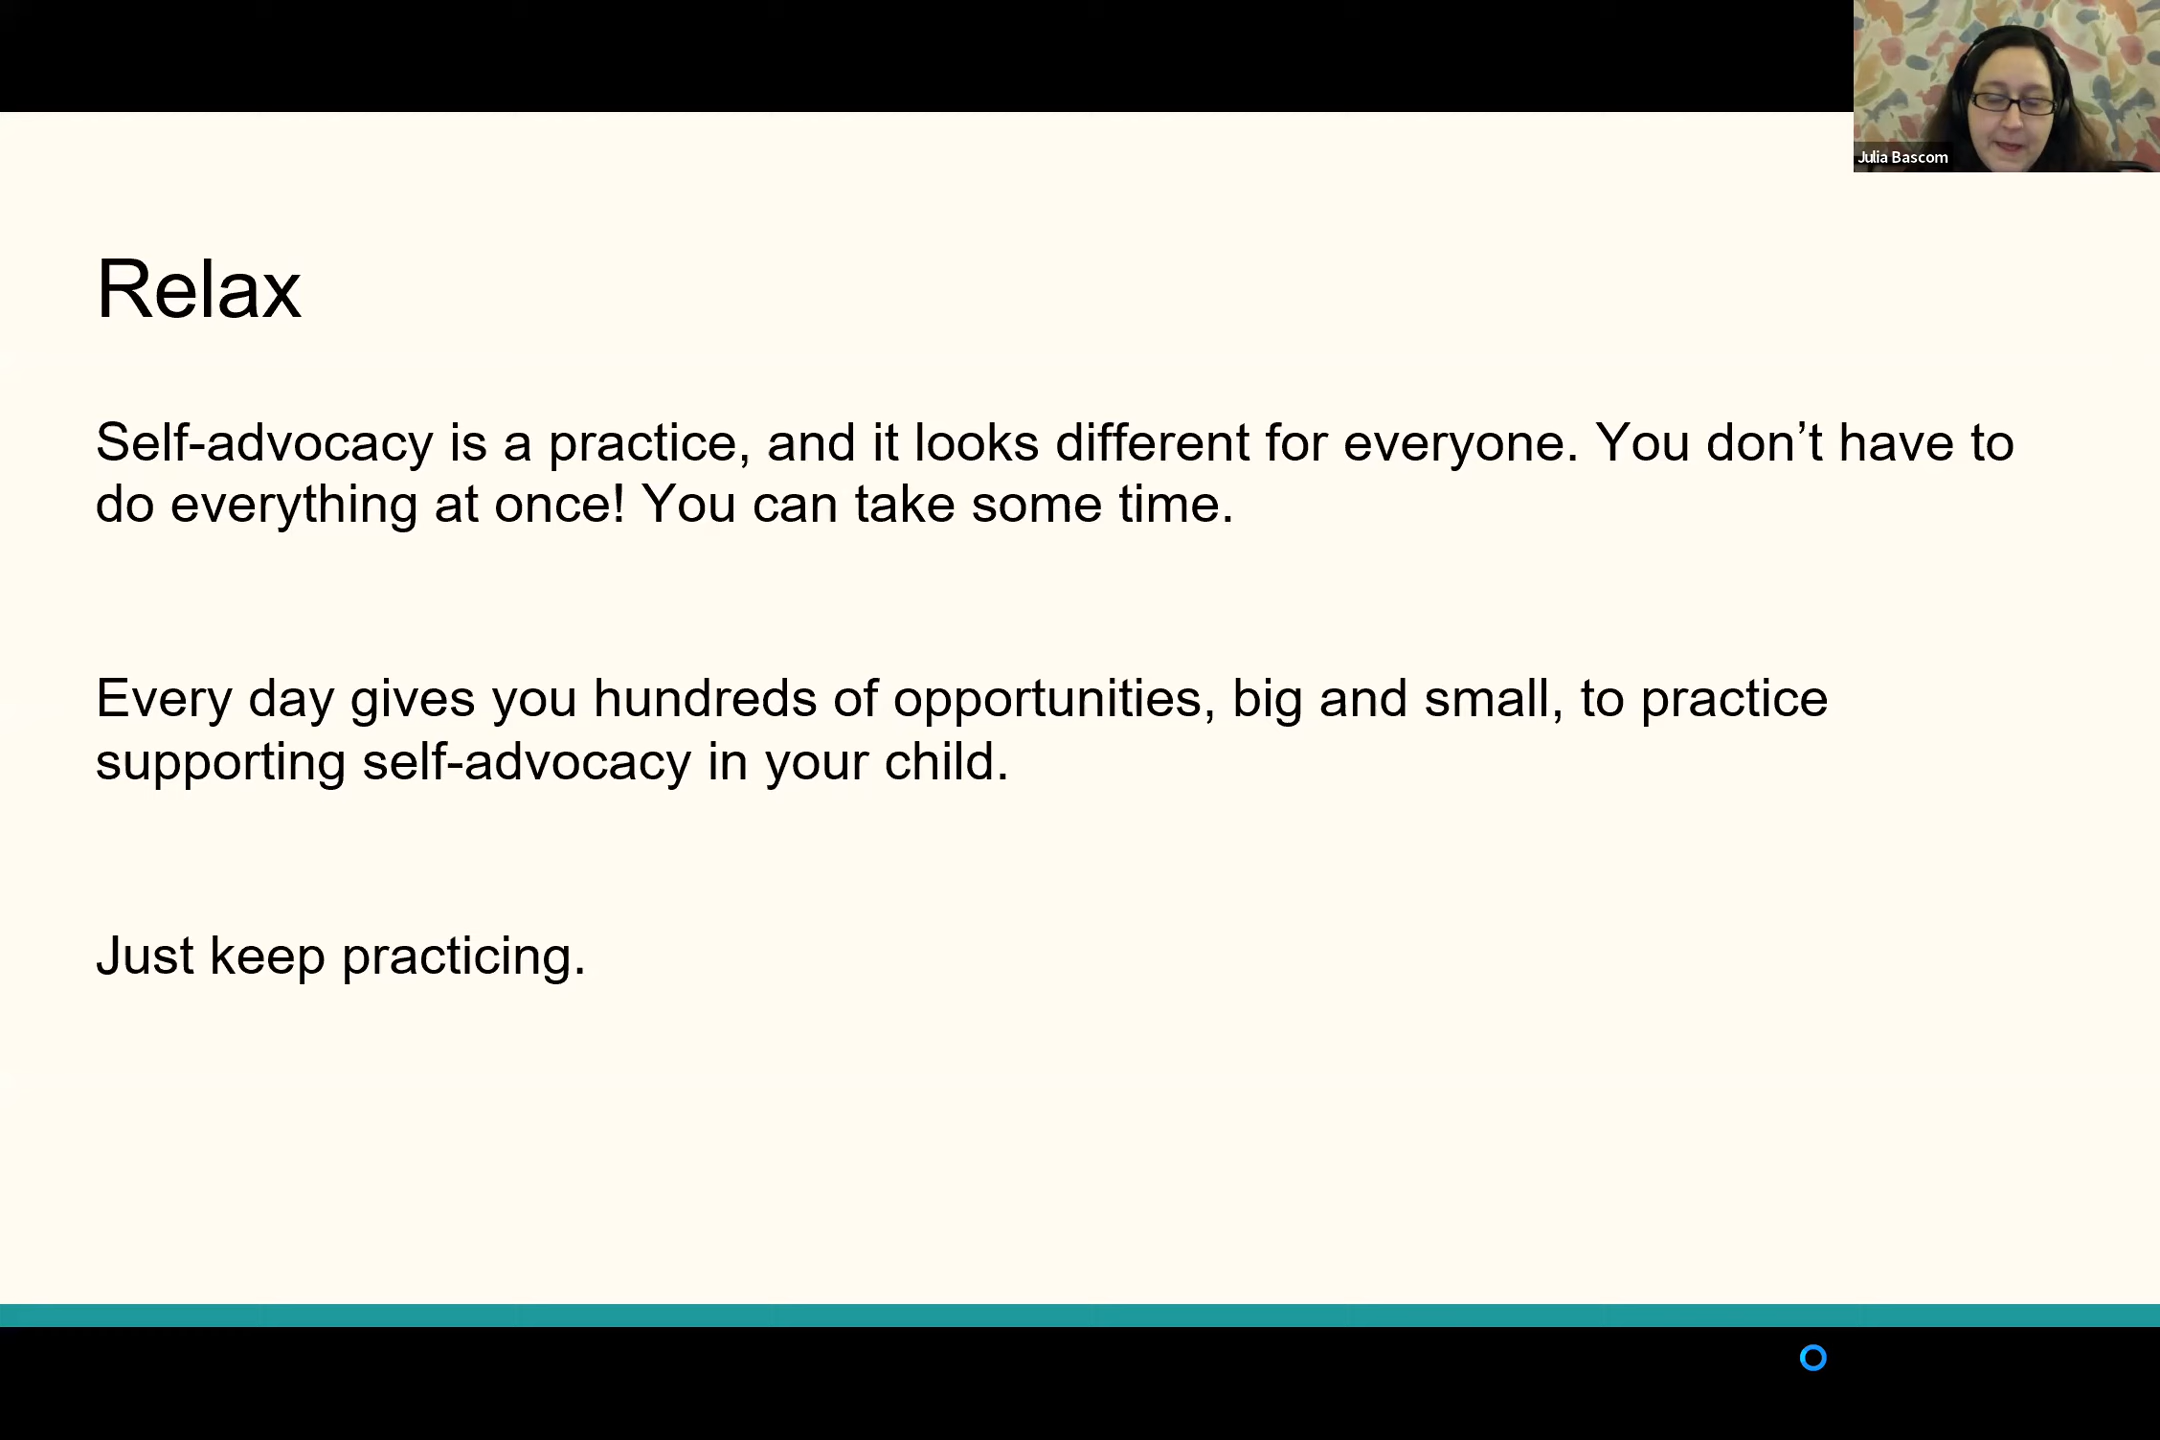 Julia Bascom
Relax
Self-advocacy is a practice, and it looks different for everyone. You don’t have to
do everything at once! You can take some time.
Every day gives you hundreds of opportunities, big and small, to practice
supporting self-advocacy in your child.
Just keep practicing.